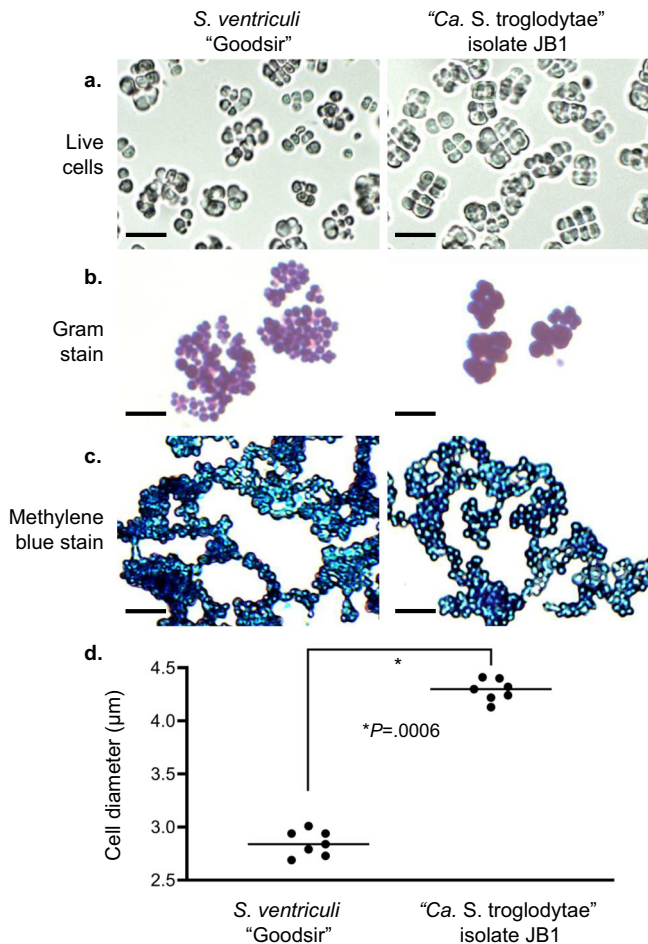 S. ventriculi
“Goodsir”
“Ca. S. troglodytae”
isolate JB1
a.
Live
cells
b.
Gram
stain
c.
Methylene
blue stain
d.
Cell diameter (μm)
4.5
4.0
3.5
3.0
2.5
*
*P=.0006
S. ventriculi
“Goodsir”
“Ca. S. troglodytae”
isolate JB1